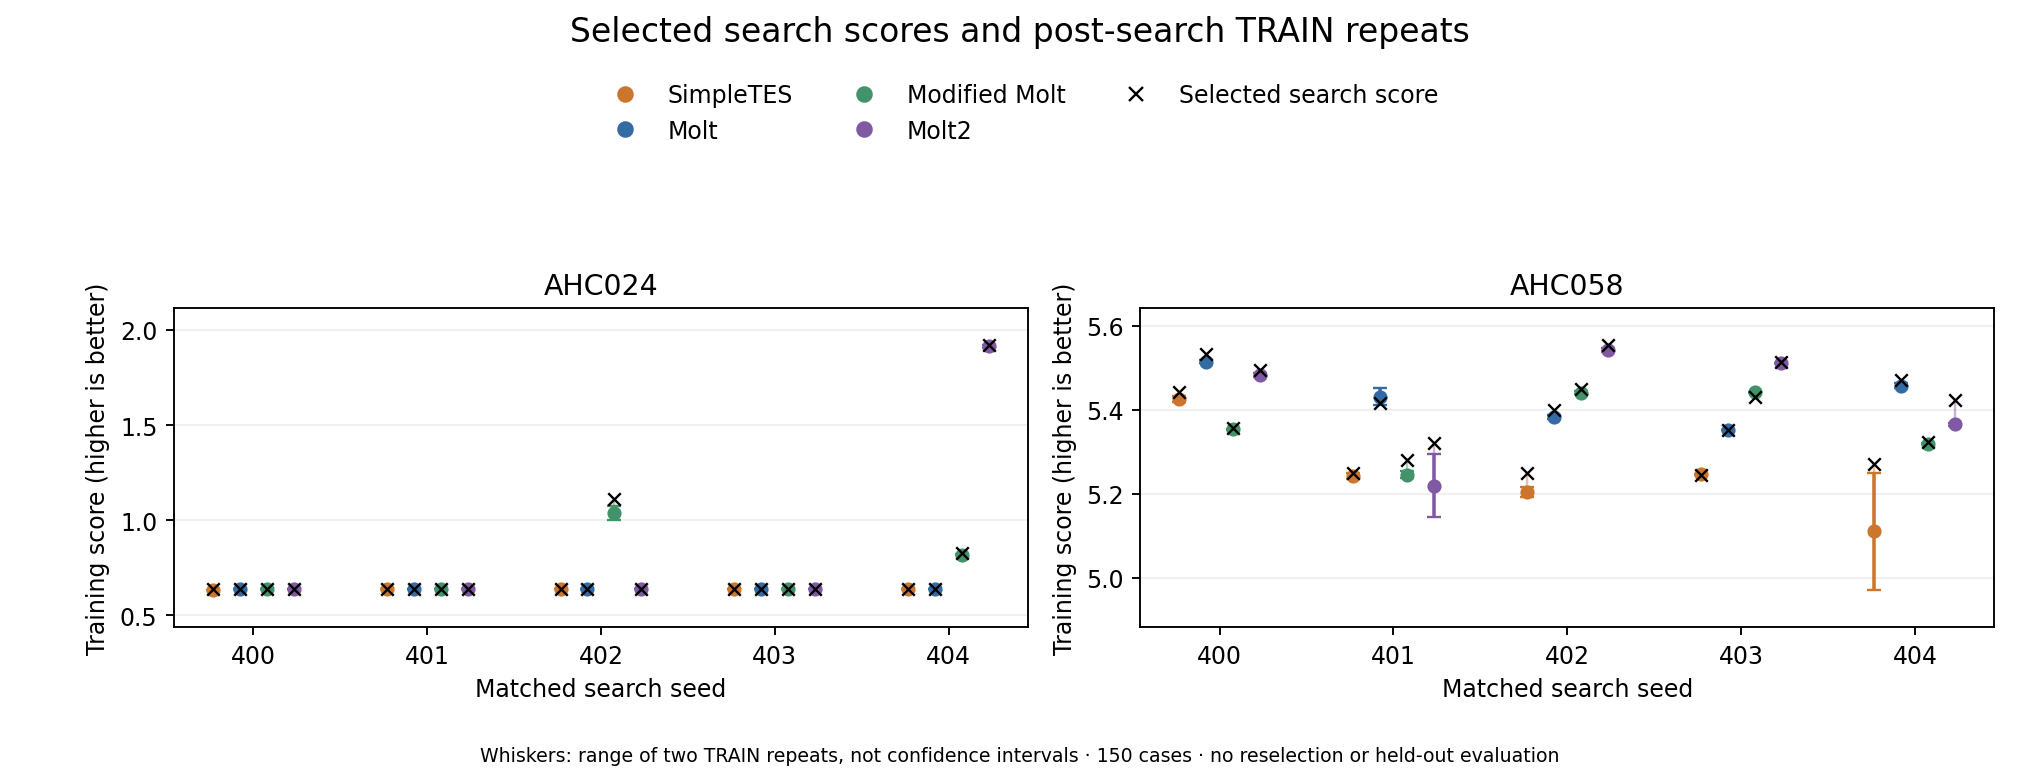 Selected search scores and post-search TRAIN repeats
SimpleTES
Molt
Modified Molt
Molt2
Selected search score
AHC024
Training score (higher is better)
2.0
1.5
1.0
0.5
400 401 402 403 404
Matched search seed
AHC058
Training score (higher is better)
5.6
5.4
5.2
5.0
400 401 402 403 404
Matched search seed
Whiskers: range of two TRAIN repeats, not confidence intervals · 150 cases · no reselection or held-out evaluation